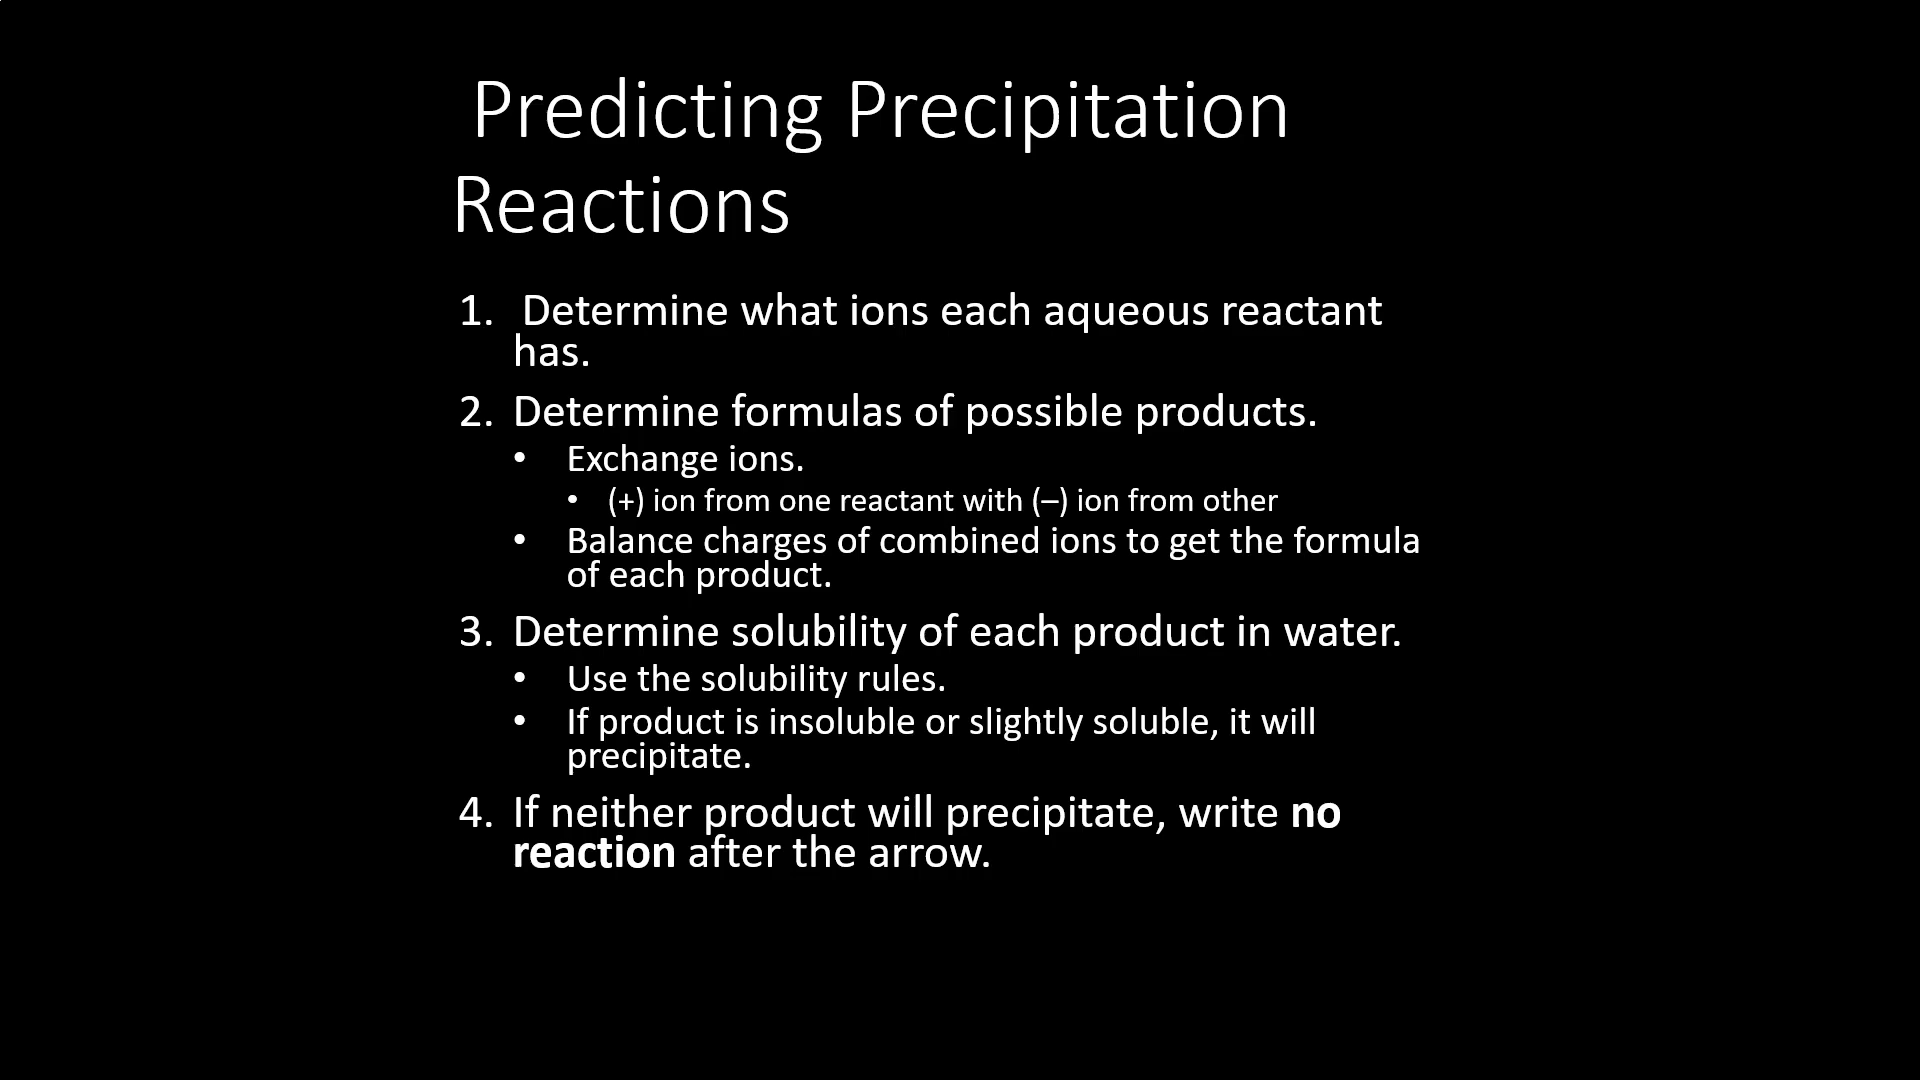 Predicting Precipitation
Reactions
1. Determine what ions each aqueous reactant
has.
2. Determine formulas of possible products.
• Exchange ions.
• (+) ion from one reactant with (–) ion from other
• Balance charges of combined ions to get the formula
of each product.
3. Determine solubility of each product in water.
• Use the solubility rules.
• If product is insoluble or slightly soluble, it will
precipitate.
4. If neither product will precipitate, write no
reaction after the arrow.